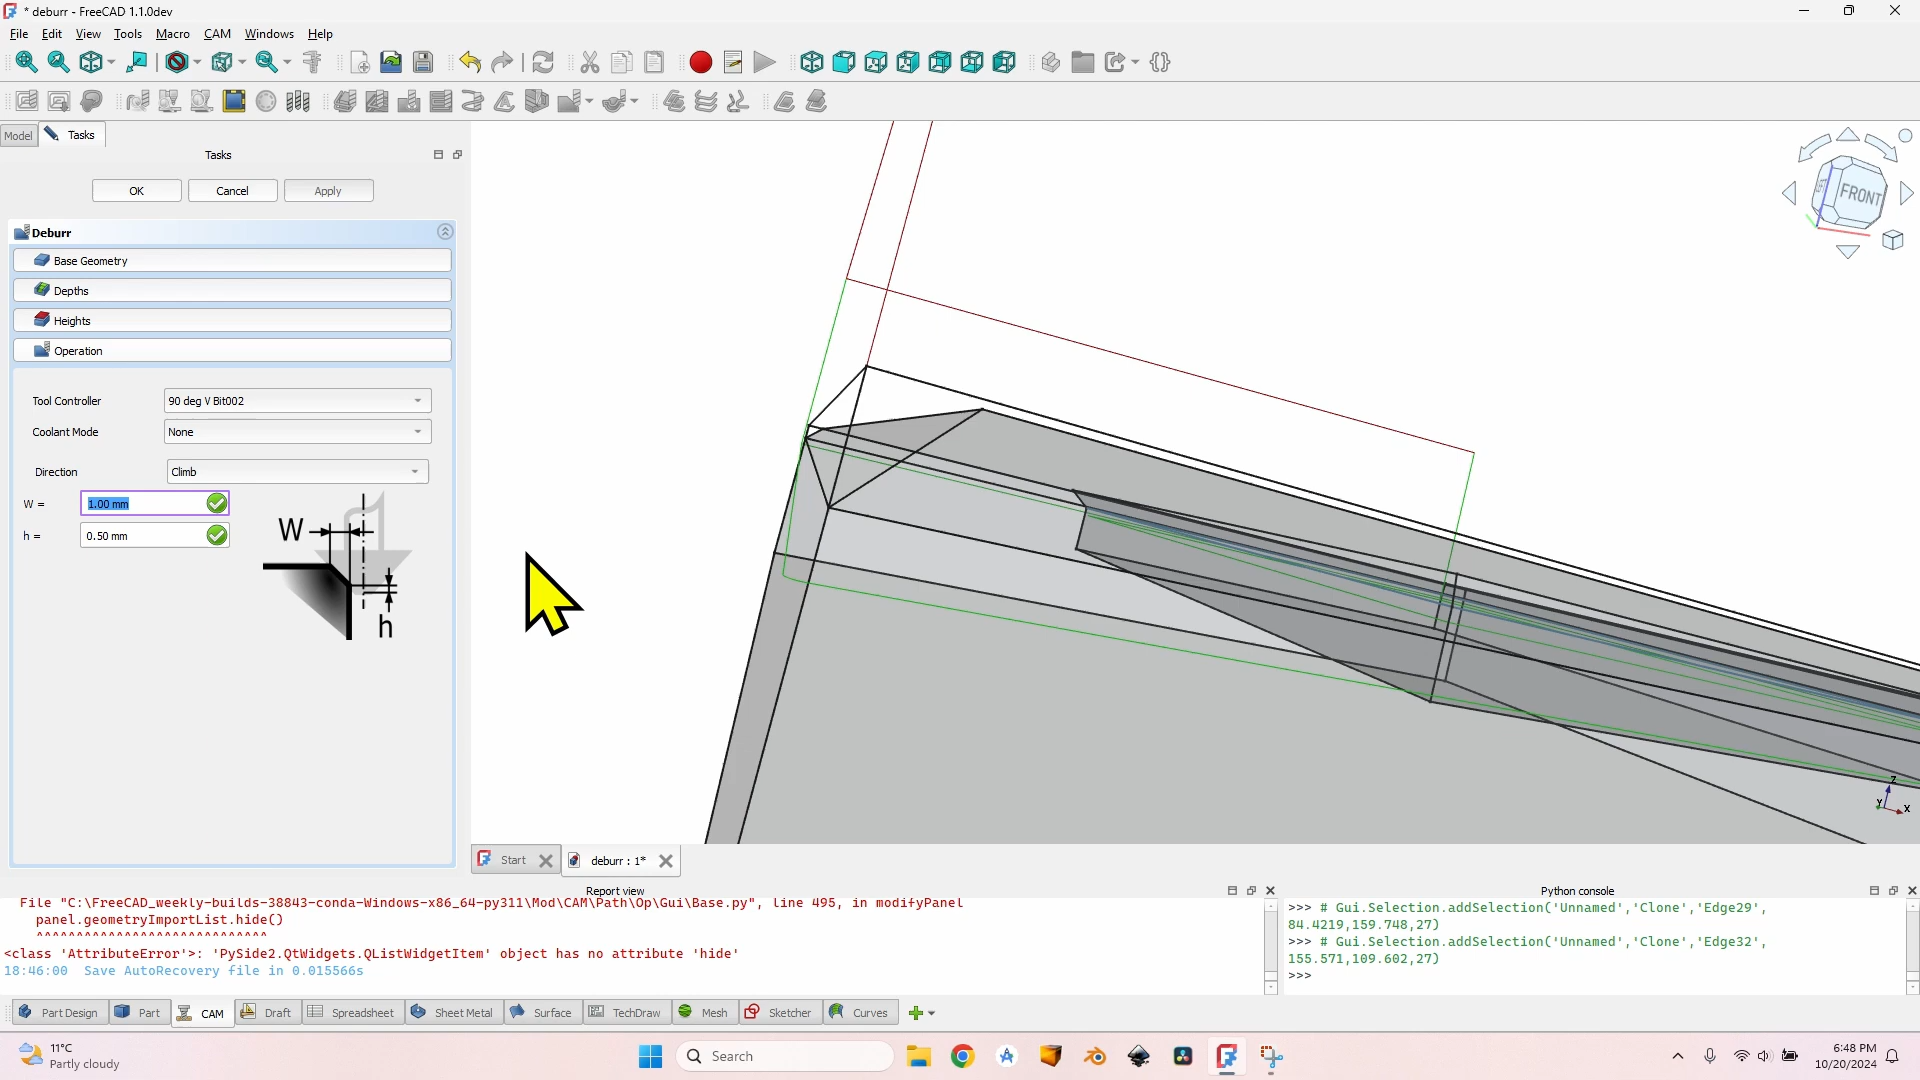 * deburr - FreeCAD 1.1.0dev
File Edit View Tools Macro CAM Windows Help
Model Tasks
Tasks
OK Cancel Apply
Deburr
Base Geometry
Depths
Heights
Operation
Tool Controller 90 deg V Bit002
Coolant Mode None
Direction Climb
W = 1.00 mm
h = 0.50 mm
W
h
FRONT
Z
Y
X
Start deburr : 1*
Report view
File "C:\FreeCAD_weekly-builds-38843-conda-Windows-x86_64-py311\Mod\CAM\Path\Op\Gui\Base.py", line 495, in modifyPanel
panel.geometryImportList.hide()
^^^^^^^^^^^^^^^^^^^^^^^^^^^^
<class 'AttributeError'>: 'PySide2.QtWidgets.QListWidgetItem' object has no attribute 'hide'
18:46:00 Save AutoRecovery file in 0.015566s
Python console
>>> # Gui.Selection.addSelection('Unnamed','Clone','Edge29',
84.4219,159.748,27)
>>> # Gui.Selection.addSelection('Unnamed','Clone','Edge32',
155.571,109.602,27)
>>>
Part Design Part CAM Draft Spreadsheet Sheet Metal Surface TechDraw Mesh Sketcher Curves
11°C
Partly cloudy
Search
6:48 PM
10/20/2024